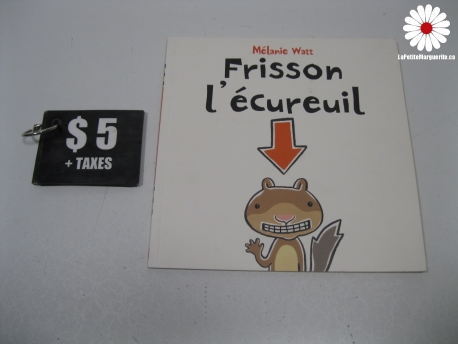 LaPetiteMarguerite.ca
Mélanie Watt
Frisson
l'écureuil
$ 5
+ TAXES